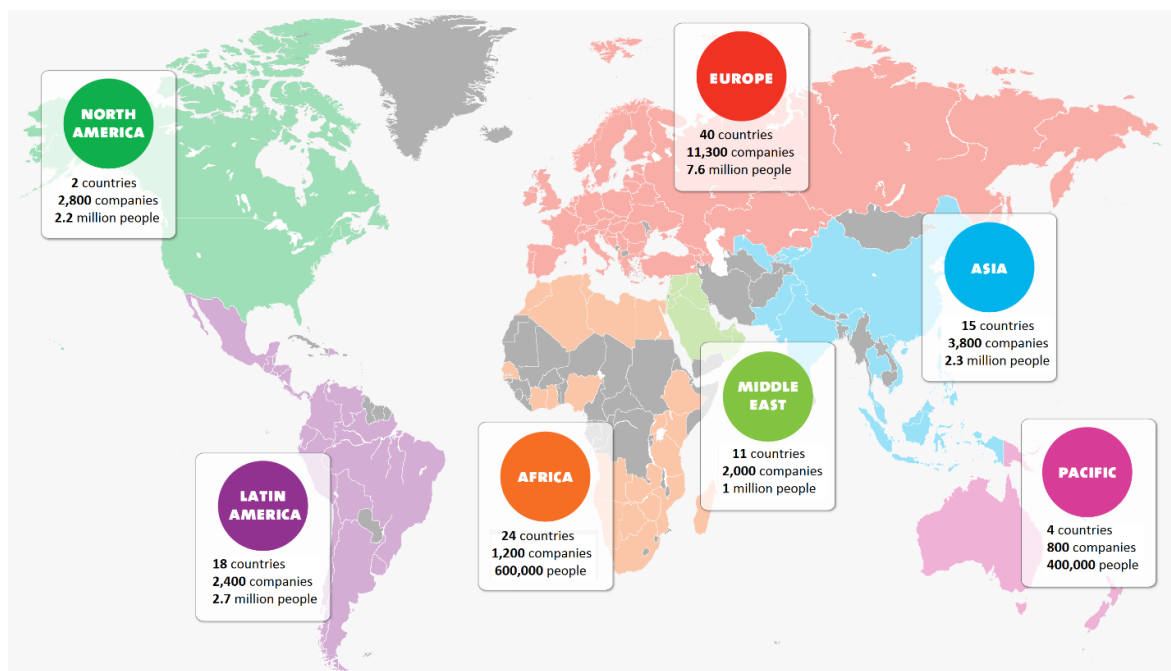 NORTH
AMERICA
2 countries
2,800 companies
2.2 million people
EUROPE
40 countries
11,300 companies
7.6 million people
ASIA
15 countries
3,800 companies
2.3 million people
MIDDLE
EAST
11 countries
2,000 companies
1 million people
LATIN
AMERICA
18 countries
2,400 companies
2.7 million people
AFRICA
24 countries
1,200 companies
600,000 people
PACIFIC
4 countries
800 companies
400,000 people